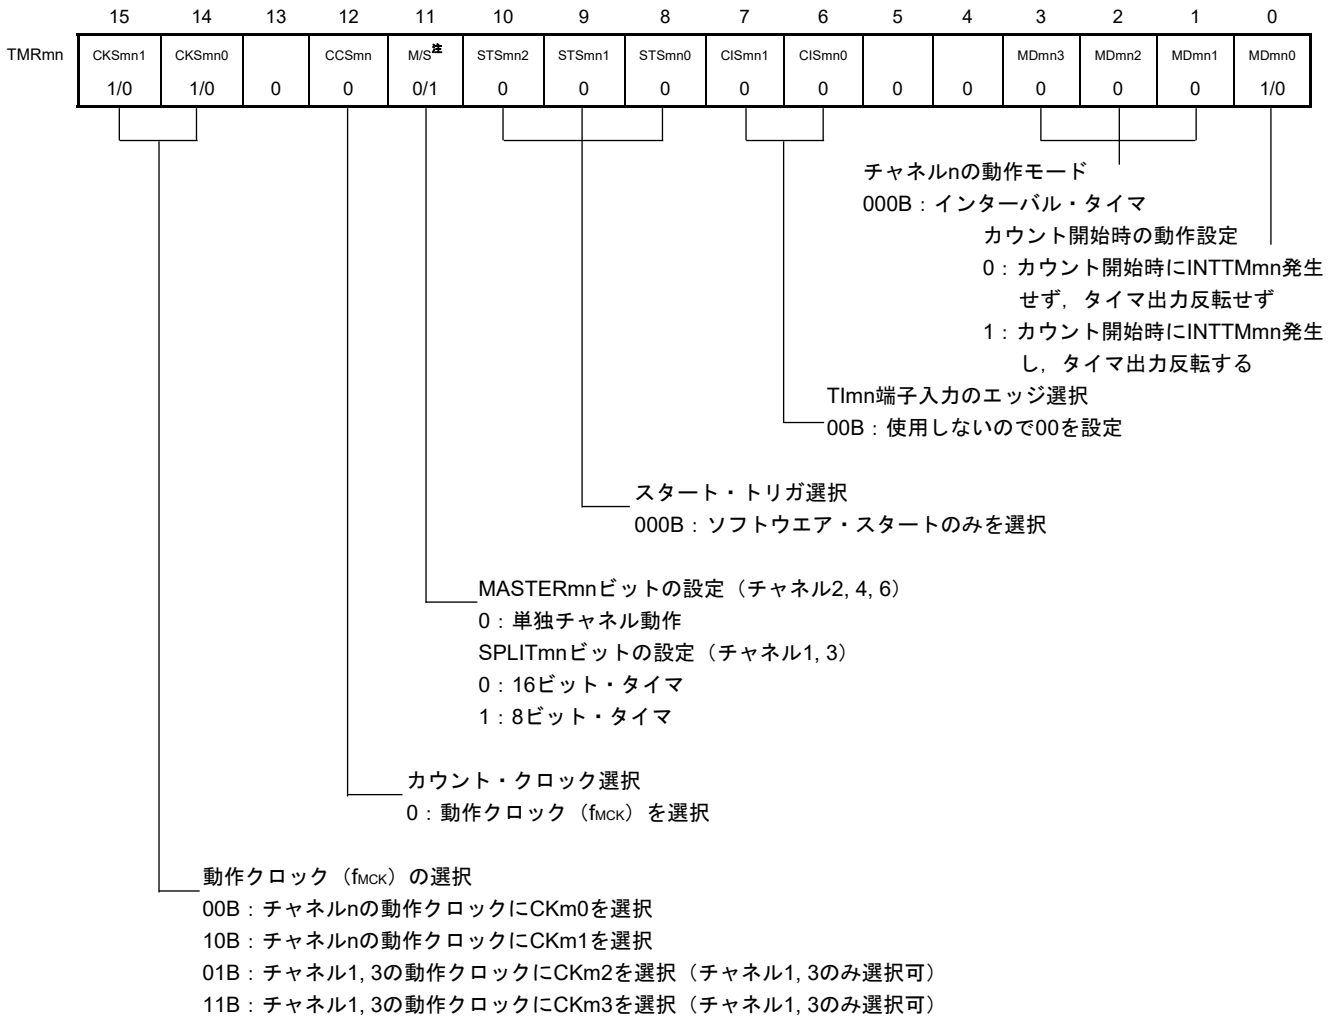 15 14 13 12 11 10 9 8 7 6 5 4 3 2 1 0
TMRmn CKSmn1 CKSmn0 CCSmn M/S注 STSmn2 STSmn1 STSmn0 CISmn1 CISmn0 MDmn3 MDmn2 MDmn1 MDmn0
1/0 1/0 0 0 0/1 0 0 0 0 0 0 0 0 0 0 1/0
チャネルnの動作モード
000B：インターバル・タイマ
カウント開始時の動作設定
0：カウント開始時にINTTMmn発生
せず，タイマ出力反転せず
1：カウント開始時にINTTMmn発生
し，タイマ出力反転する
TImn端子入力のエッジ選択
00B：使用しないので00を設定
スタート・トリガ選択
000B：ソフトウエア・スタートのみを選択
MASTERmnビットの設定（チャネル2, 4, 6）
0：単独チャネル動作
SPLITmnビットの設定（チャネル1, 3）
0：16ビット・タイマ
1：8ビット・タイマ
カウント・クロック選択
0：動作クロック（fMCK）を選択
動作クロック（fMCK）の選択
00B：チャネルnの動作クロックにCKm0を選択
10B：チャネルnの動作クロックにCKm1を選択
01B：チャネル1, 3の動作クロックにCKm2を選択（チャネル1, 3のみ選択可）
11B：チャネル1, 3の動作クロックにCKm3を選択（チャネル1, 3のみ選択可）